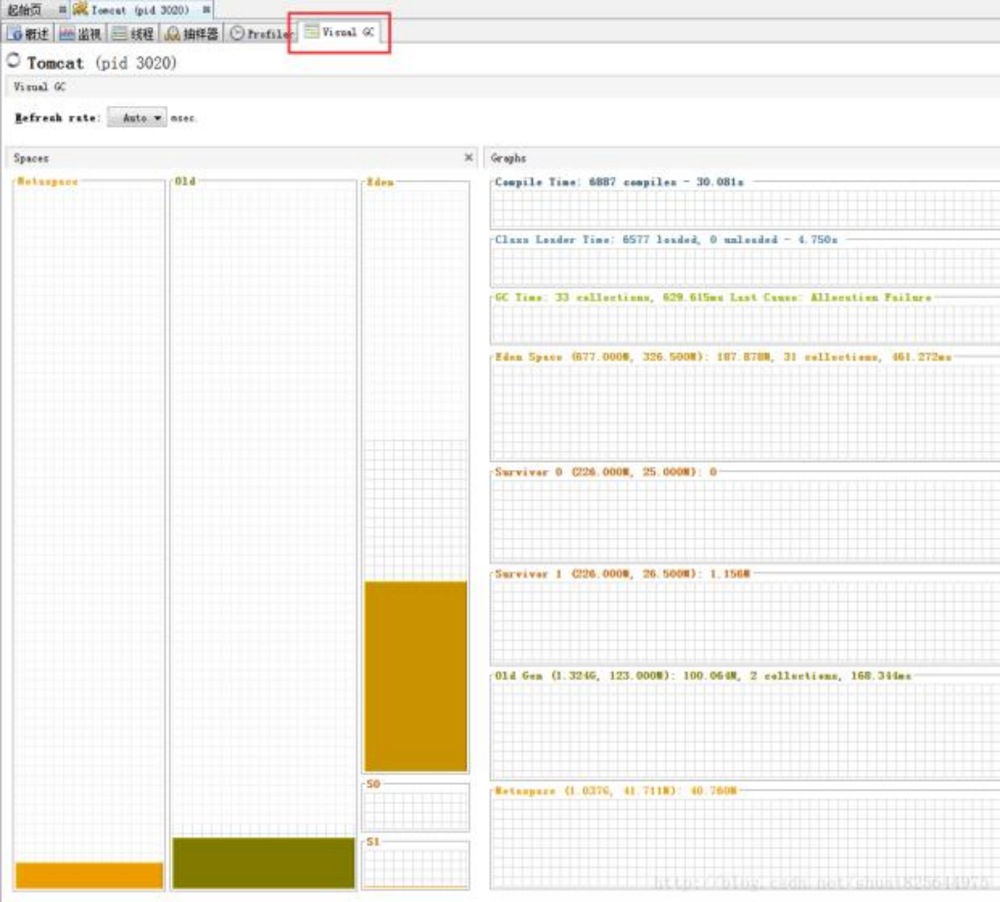 起始页 Tomcat (pid 3020)
概述 监视 线程 抽样器 Profiler Visual GC
Tomcat (pid 3020)
Visual GC
Refresh rate: Auto msec.
Spaces
Graphs
Metaspace
Old
Eden
S0
S1
Compile Time: 6887 compiles - 30.081s
Class Loader Time: 6577 loaded, 0 unloaded - 4.750s
GC Time: 33 collections, 629.615ms Last Cause: Allocation Failure
Eden Space (677.000M, 326.500M): 187.878M, 31 collections, 461.272ms
Survivor 0 (226.000M, 25.000M): 0
Survivor 1 (226.000M, 26.500M): 1.156M
Old Gen (1.324G, 123.000M): 100.064M, 2 collections, 168.344ms
Metaspace (1.037G, 41.711M): 40.760M